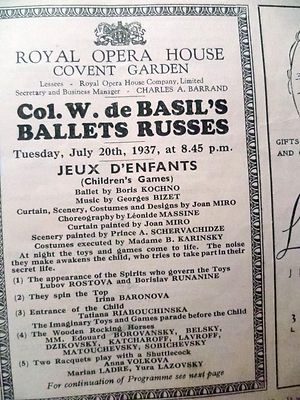 ROYAL OPERA HOUSE
COVENT GARDEN
Lessees - Royal Opera House Company, Limited
Secretary and Business Manager - CHARLES A. BARRAND
Col. W. de BASIL'S
BALLETS RUSSES
Tuesday, July 20th, 1937, at 8.45 p.m.
JEUX D'ENFANTS
(Children's Games)
Ballet by Boris KOCHNO
Music by Georges BIZET
Curtain, Scenery, Costumes and Designs by Joan MIRO
Choreography by Léonide MASSINE
Curtain painted by Joan MIRO
Scenery painted by Prince A. SCHERVACHIDZE
Costumes executed by Madame B. KARINSKY
At night the toys and games come to life. The noise
they make awakens the child, who tries to take part in their
secret life.
(1) The appearance of the Spirits who govern the Toys
Lubov ROSTOVA and Borislav RUNANINE
(2) They spin the Top
Irina BARONOVA
(3) Entrance of the Child
Tatiana RIABOUCHINSKA
The Imaginary Toys and Games parade before the Child
(4) The Wooden Rocking Horses
MM. Edouard BOROVANSKY, BELSKY,
DZIKOVSKY, KATCHAROFF, LAVROFF,
MATOUCHEVSKY, SOBICHEVSKY
(5) Two Racquets play with a Shuttlecock
Anna VOLKOVA
Marian LADRE, Yura LAZOVSKY
For continuation of Programme see next page
GIFTS
AND